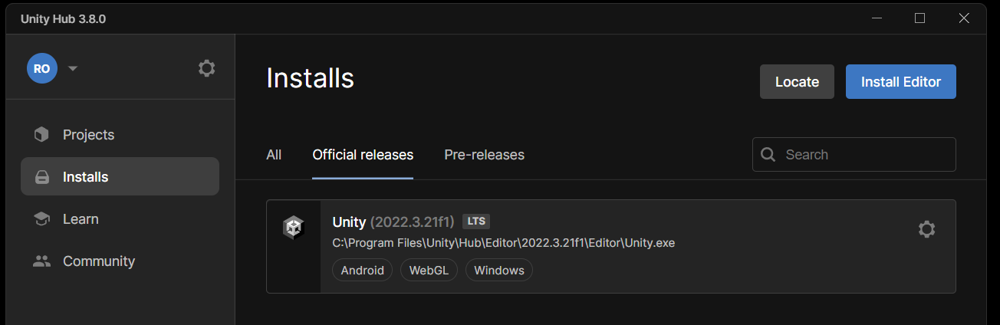 Unity Hub 3.8.0
RO
Projects
Installs
Learn
Community
Installs
Locate
Install Editor
All
Official releases
Pre-releases
Search
Unity (2022.3.21f1) LTS
C:\Program Files\Unity\Hub\Editor\2022.3.21f1\Editor\Unity.exe
Android WebGL Windows